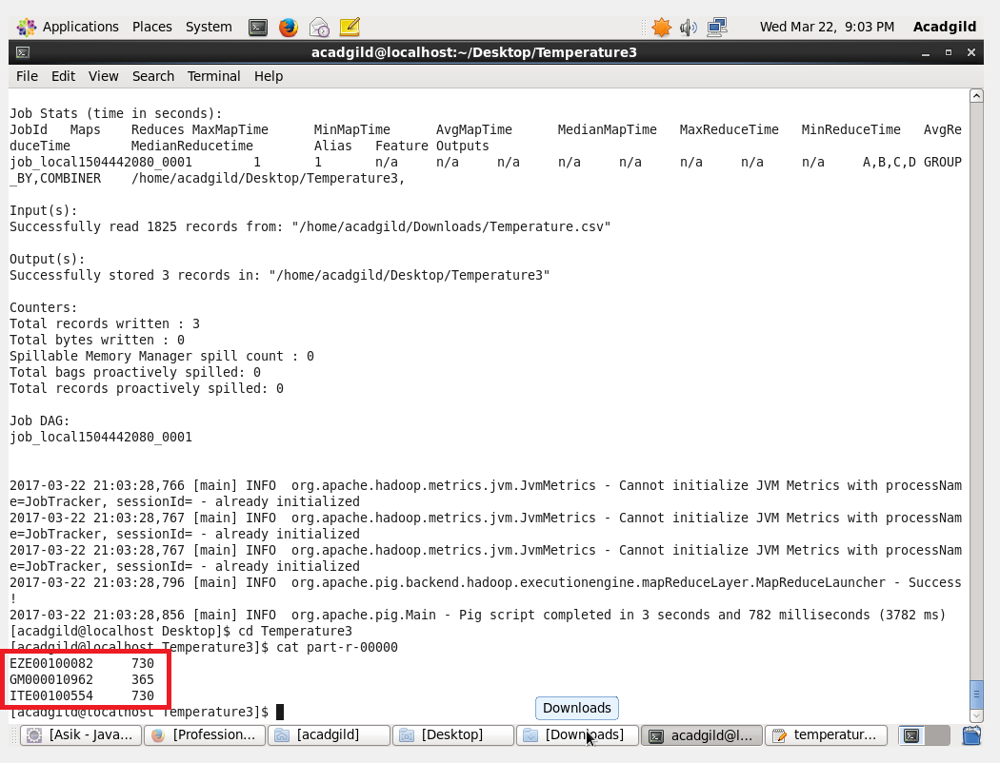 Applications Places System Wed Mar 22, 9:03 PM Acadgild
acadgild@localhost:~/Desktop/Temperature3
File Edit View Search Terminal Help
Job Stats (time in seconds):
JobId Maps Reduces MaxMapTime MinMapTime AvgMapTime MedianMapTime MaxReduceTime MinReduceTime AvgRe
duceTime MedianReducetime Alias Feature Outputs
job_local1504442080_0001 1 1 n/a n/a n/a n/a n/a n/a n/a n/a A,B,C,D GROUP
_BY,COMBINER /home/acadgild/Desktop/Temperature3,
Input(s):
Successfully read 1825 records from: "/home/acadgild/Downloads/Temperature.csv"
Output(s):
Successfully stored 3 records in: "/home/acadgild/Desktop/Temperature3"
Counters:
Total records written : 3
Total bytes written : 0
Spillable Memory Manager spill count : 0
Total bags proactively spilled: 0
Total records proactively spilled: 0
Job DAG:
job_local1504442080_0001
2017-03-22 21:03:28,766 [main] INFO org.apache.hadoop.metrics.jvm.JvmMetrics - Cannot initialize JVM Metrics with processNam
e=JobTracker, sessionId= - already initialized
2017-03-22 21:03:28,767 [main] INFO org.apache.hadoop.metrics.jvm.JvmMetrics - Cannot initialize JVM Metrics with processNam
e=JobTracker, sessionId= - already initialized
2017-03-22 21:03:28,767 [main] INFO org.apache.hadoop.metrics.jvm.JvmMetrics - Cannot initialize JVM Metrics with processNam
e=JobTracker, sessionId= - already initialized
2017-03-22 21:03:28,796 [main] INFO org.apache.pig.backend.hadoop.executionengine.mapReduceLayer.MapReduceLauncher - Success
!
2017-03-22 21:03:28,856 [main] INFO org.apache.pig.Main - Pig script completed in 3 seconds and 782 milliseconds (3782 ms)
[acadgild@localhost Desktop]$ cd Temperature3
[acadgild@localhost Temperature3]$ cat part-r-00000
EZE00100082 730
GM000010962 365
ITE00100554 730
[acadgild@localhost Temperature3]$
Downloads
[Asik - Java... [Profession... [acadgild] [Desktop] [Downloads] acadgild@l... temperatur...